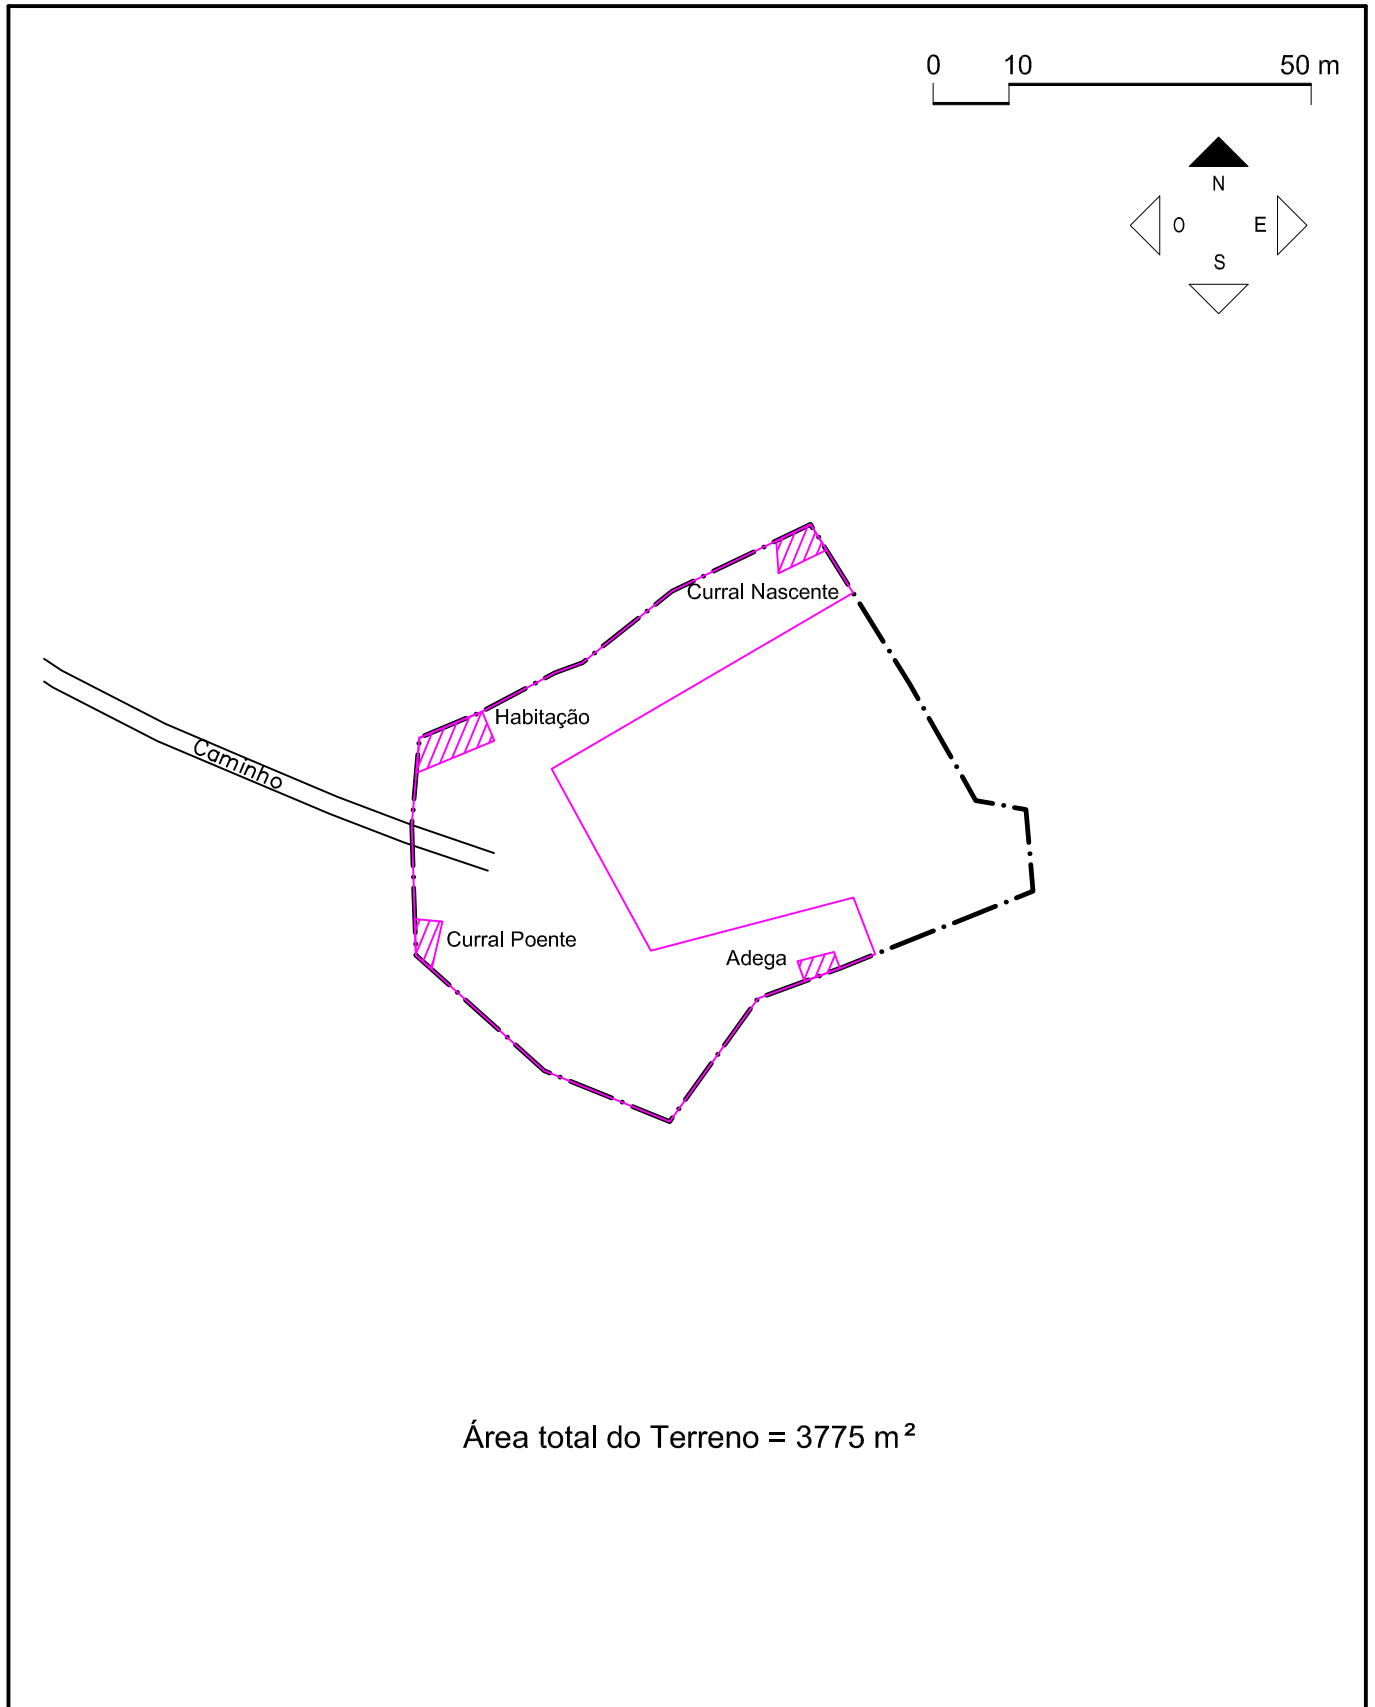 0 10 50 m
N
O E
S
Curral Nascente
Habitação
Caminho
Curral Poente
Adega
Área total do Terreno = 3775 m²